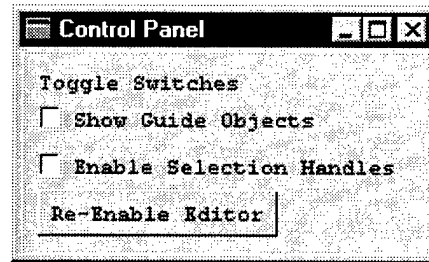 Control Panel
Toggle Switches
Show Guide Objects
Enable Selection Handles
Re-Enable Editor